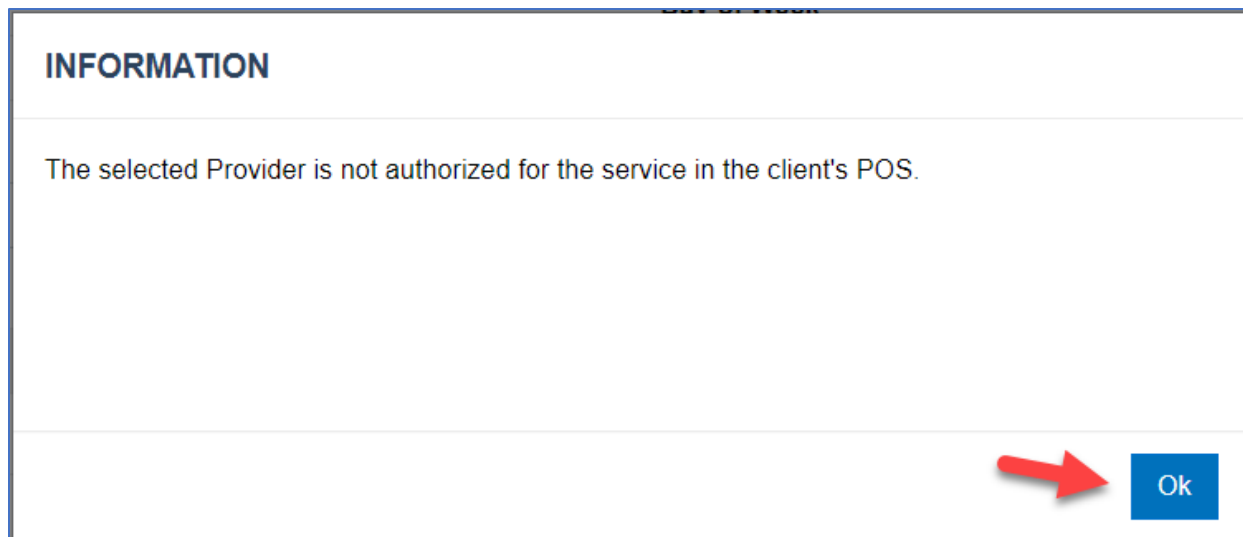 INFORMATION
The selected Provider is not authorized for the service in the client's POS.
Ok